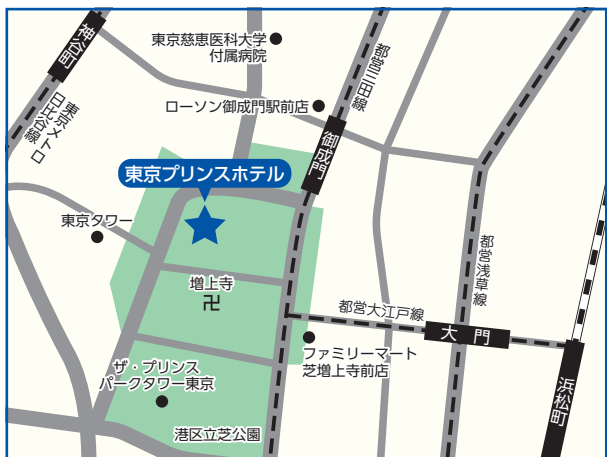 神谷町
東京メトロ
日比谷線
東京慈恵医科大学
付属病院
都営三田線
ローソン御成門駅前店
御成門
東京プリンスホテル
東京タワー
増上寺
卍
都営浅草線
都営大江戸線
大門
ファミリーマート
芝増上寺前店
浜松町
ザ・プリンス
パークタワー東京
港区立芝公園